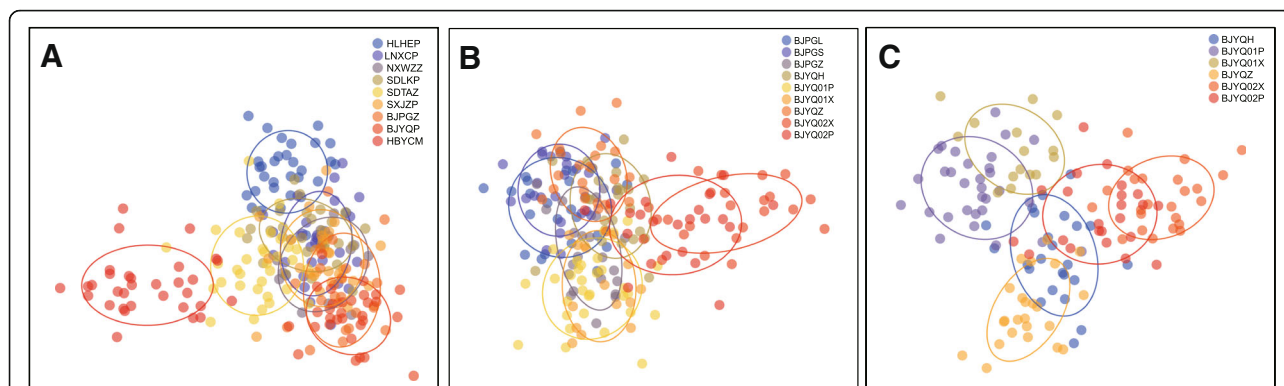 A
HLHEP
LNXCP
NXWZZ
SDLKP
SDTAZ
SXJZP
BJPGZ
BJYQP
HBYCM
B
BJPGL
BJPGS
BJPGZ
BJYQH
BJYQ01P
BJYQ01X
BJYQZ
BJYQ02X
BJYQ02P
C
BJYQH
BJYQ01P
BJYQ01X
BJYQZ
BJYQ02X
BJYQ02P